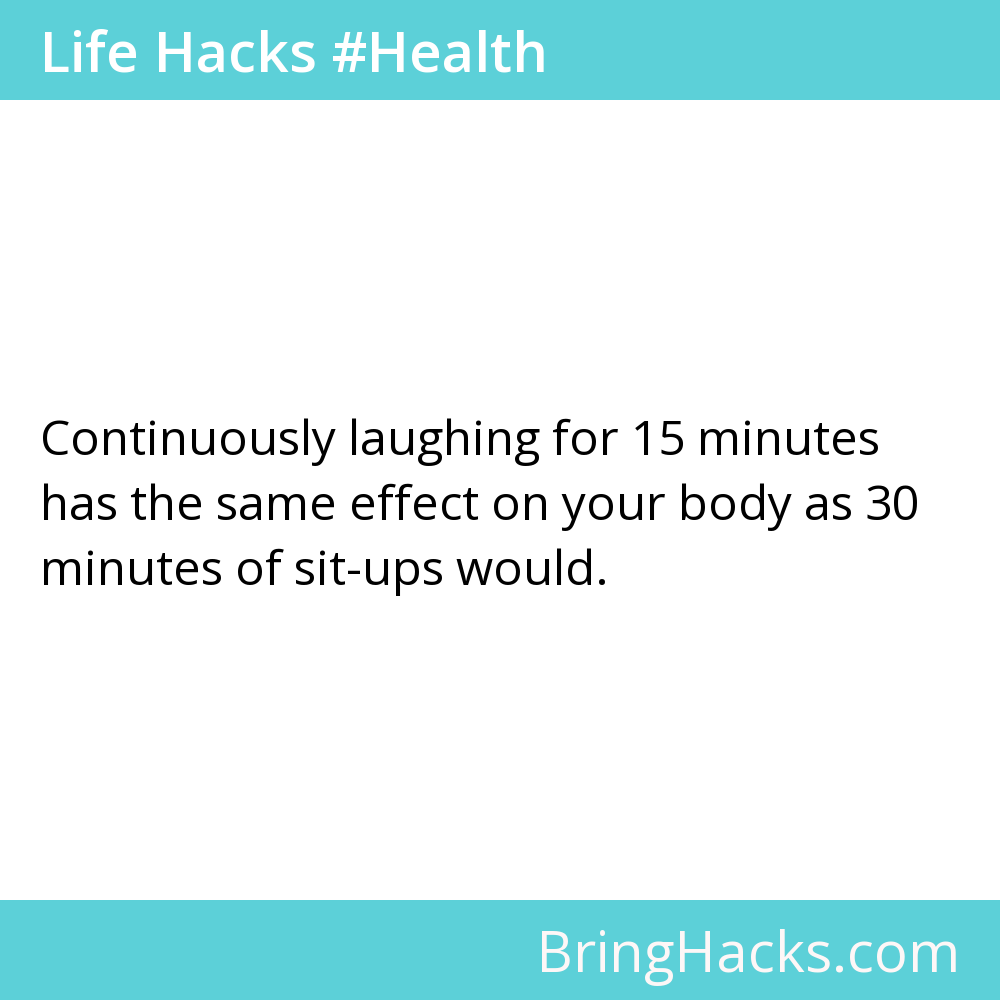 Life Hacks #Health
Continuously laughing for 15 minutes
has the same effect on your body as 30
minutes of sit-ups would.
BringHacks.com